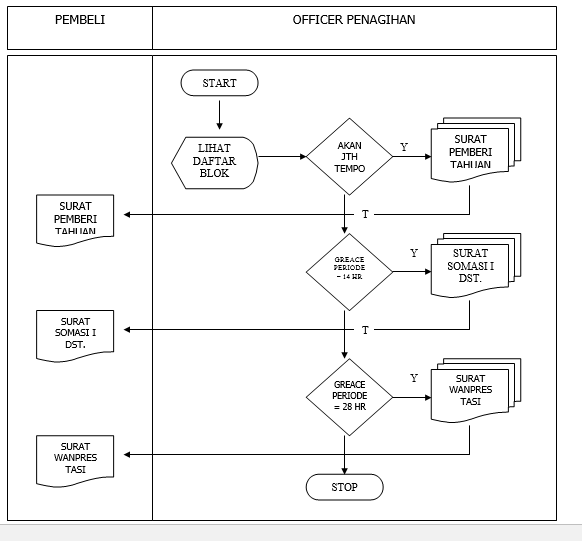 PEMBELI
OFFICER PENAGIHAN
START
LIHAT
DAFTAR
BLOK
AKAN
JTH
TEMPO
Y
SURAT
PEMBERI
TAHUAN
SURAT
PEMBERI
TAHUAN
T
GREACE
PERIODE
= 14 HR
Y
SURAT
SOMASI I
DST.
SURAT
SOMASI I
DST.
T
GREACE
PERIODE
= 28 HR
Y
SURAT
WANPRES
TASI
SURAT
WANPRES
TASI
STOP